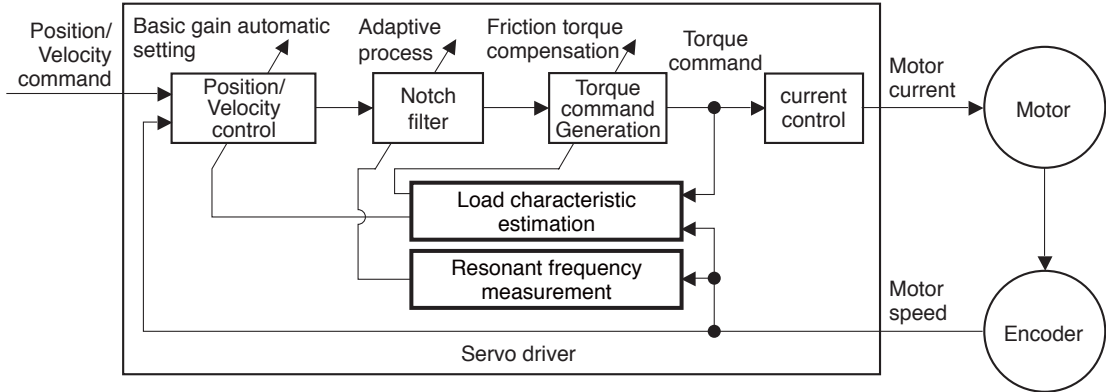 Position/
Velocity
command
Basic gain automatic
setting
Adaptive
process
Friction torque
compensation
Torque
command
Motor
current
Position/
Velocity
control
Notch
filter
Torque
command
Generation
current
control
Motor
Load characteristic
estimation
Resonant frequency
measurement
Motor
speed
Encoder
Servo driver